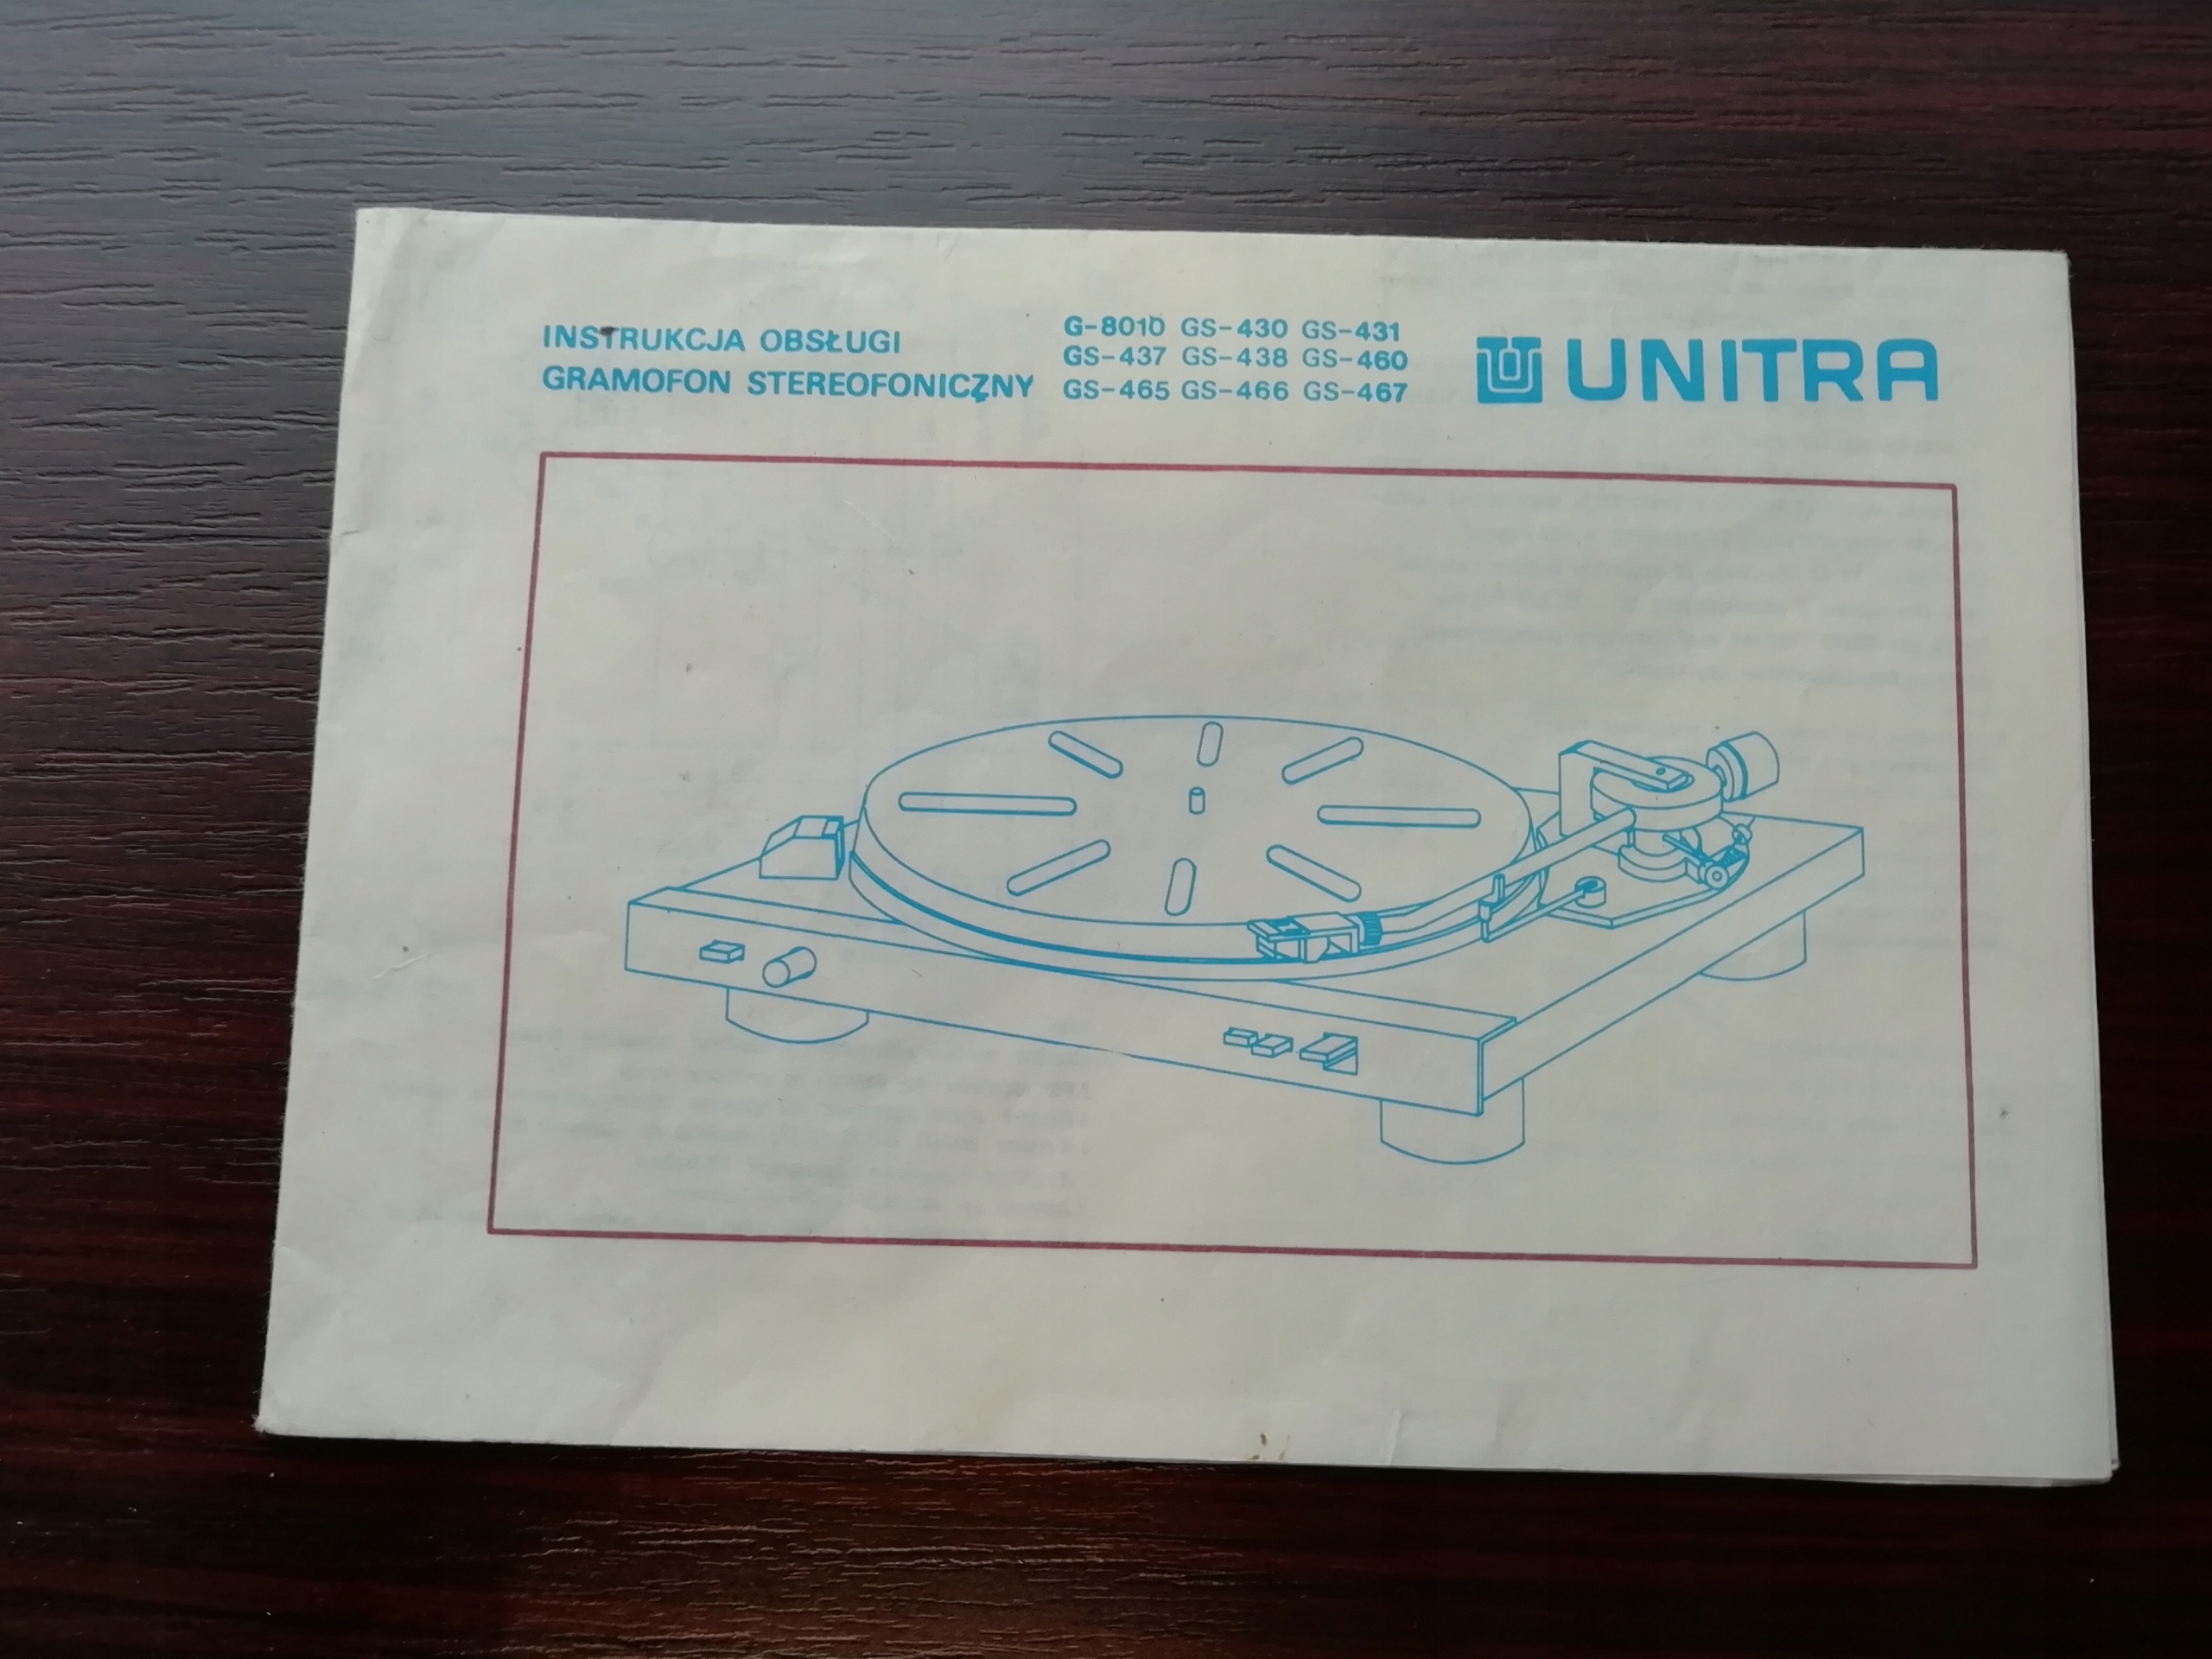 INSTRUKCJA OBSŁUGI
GRAMOFON STEREOFONICZNY
G-8010 GS-430 GS-431
GS-437 GS-438 GS-460
GS-465 GS-466 GS-467
UNITRA